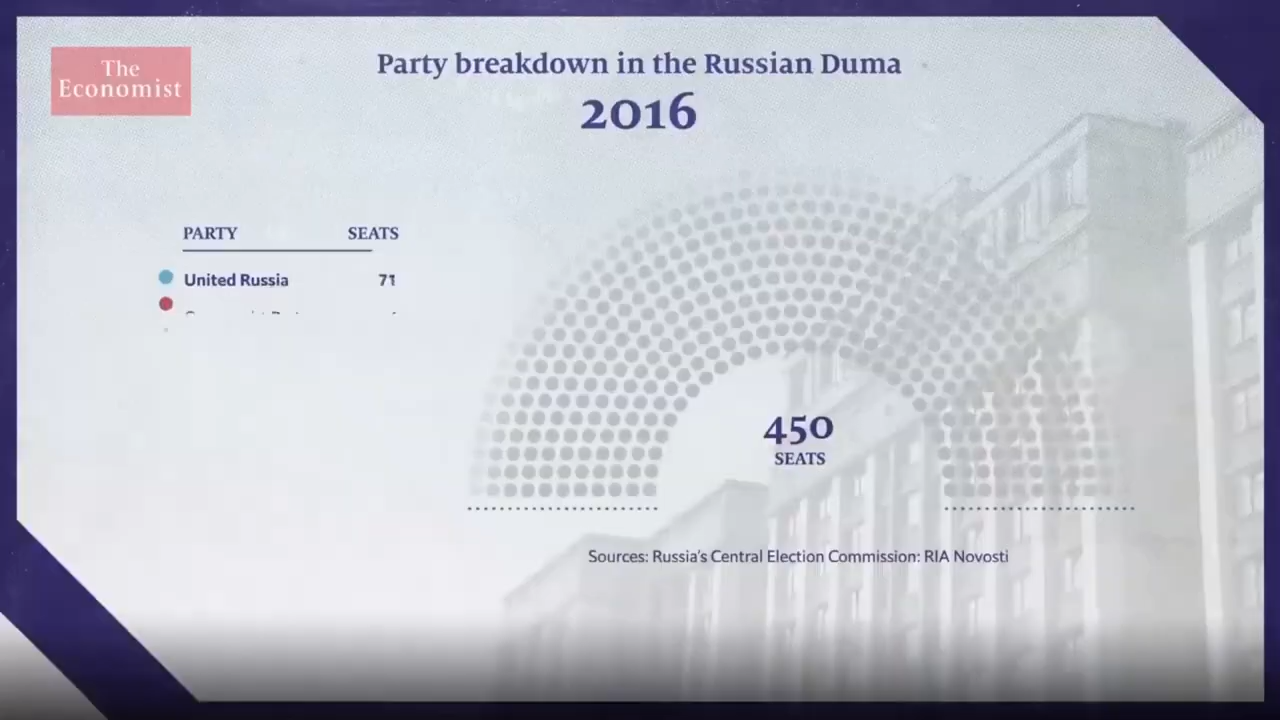 The
Economist
Party breakdown in the Russian Duma
2016
PARTY SEATS
United Russia 71
450
SEATS
Sources: Russia's Central Election Commission: RIA Novosti